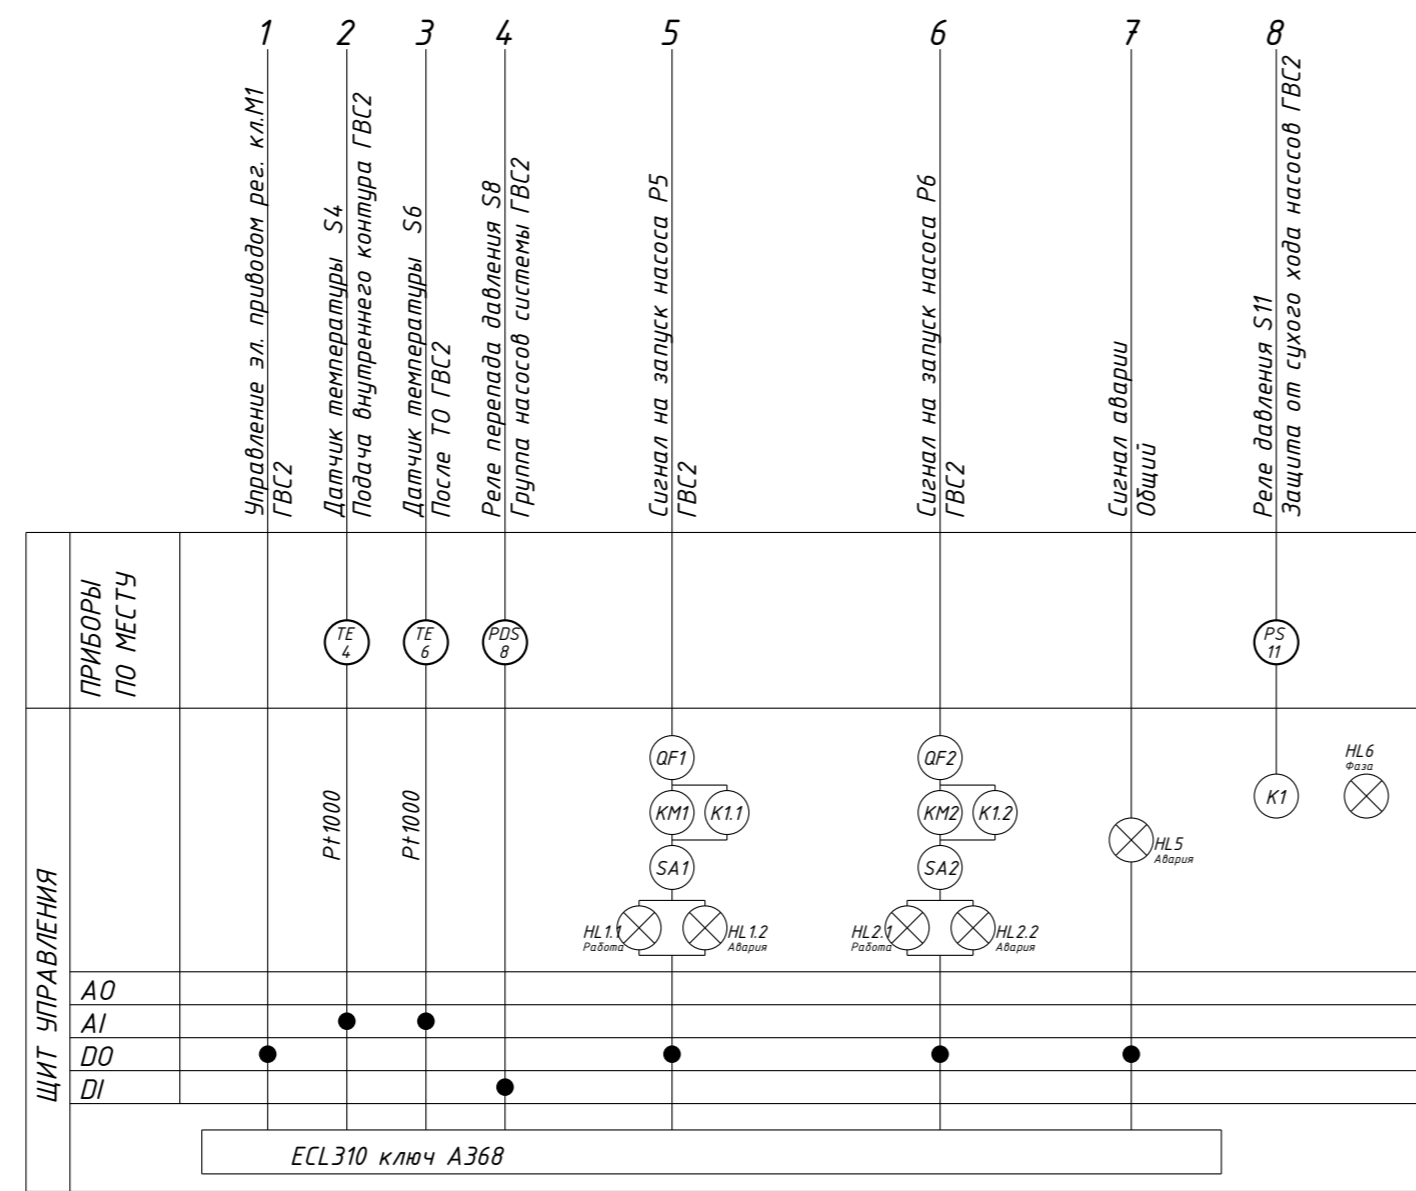 1 2 3 4 5 6 7 8
Управление эл. приводом рег. кл.М1
ГВС2
Датчик температуры S4
Подача внутреннего контура ГВС2
Датчик температуры S6
После ТО ГВС2
Реле перепада давления S8
Группа насосов системы ГВС2
Сигнал на запуск насоса Р5
ГВС2
Сигнал на запуск насоса Р6
ГВС2
Сигнал аварии
Общий
Реле давления S11
Защита от сухого хода насосов ГВС2
ПРИБОРЫ
ПО МЕСТУ
TE
4
TE
6
PDS
8
PS
11
ЩИТ УПРАВЛЕНИЯ
Pt1000
Pt1000
QF1
KM1
K1.1
SA1
HL1.1
Работа
HL1.2
Авария
QF2
KM2
K1.2
SA2
HL2.1
Работа
HL2.2
Авария
HL5
Авария
K1
HL6
Фаза
AO
AI
DO
DI
ECL310 ключ А368